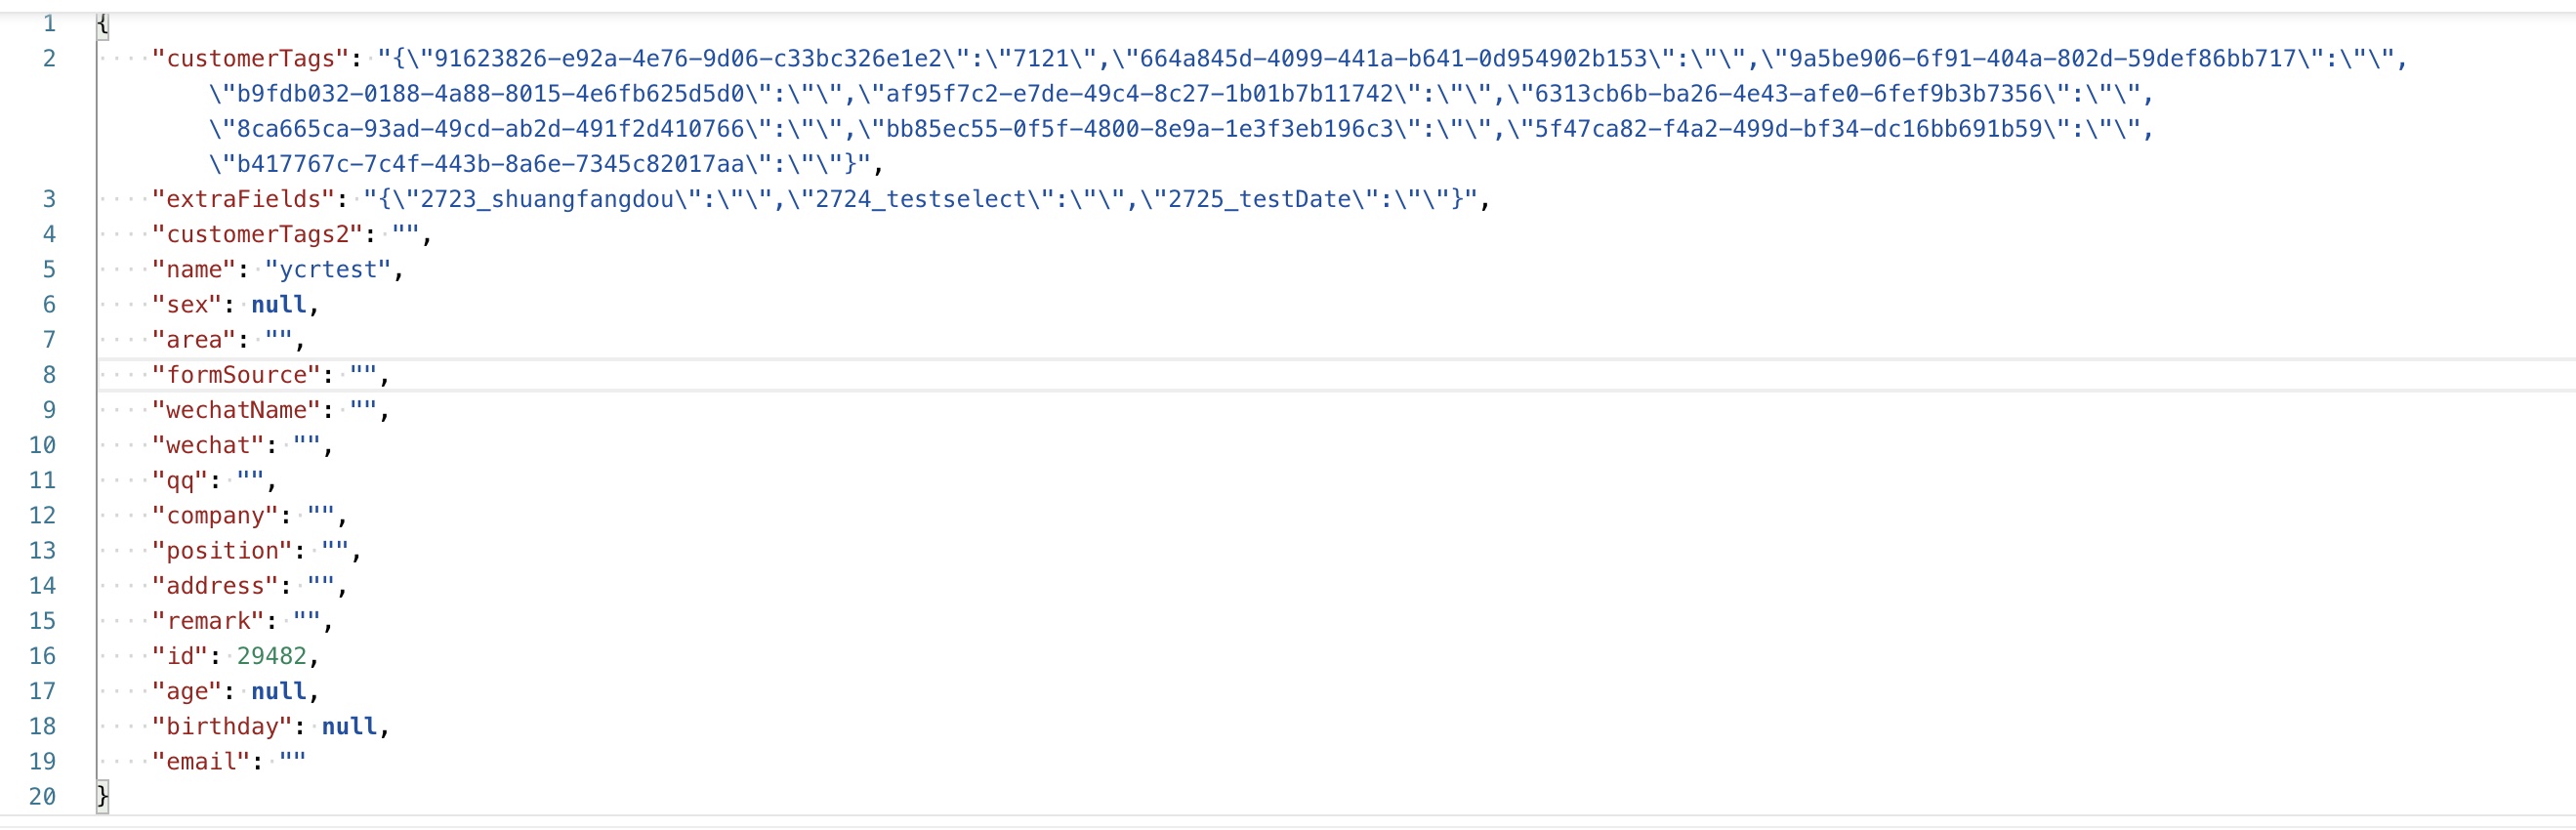 1 {
2 "customerTags": "{\"91623826-e92a-4e76-9d06-c33bc326e1e2\":\"7121\",\"664a845d-4099-441a-b641-0d954902b153\":\"\",\"9a5be906-6f91-404a-802d-59def86bb717\":\"\",
\"b9fdb032-0188-4a88-8015-4e6fb625d5d0\":\"\",\"af95f7c2-e7de-49c4-8c27-1b01b7b11742\":\"\",\"6313cb6b-ba26-4e43-afe0-6fef9b3b7356\":\"\",
\"8ca665ca-93ad-49cd-ab2d-491f2d410766\":\"\",\"bb85ec55-0f5f-4800-8e9a-1e3f3eb196c3\":\"\",\"5f47ca82-f4a2-499d-bf34-dc16bb691b59\":\"\",
\"b417767c-7c4f-443b-8a6e-7345c82017aa\":\"\"}",
3 "extraFields": "{\"2723_shuangfangdou\":\"\",\"2724_testselect\":\"\",\"2725_testDate\":\"\"}",
4 "customerTags2": "",
5 "name": "ycrtest",
6 "sex": null,
7 "area": "",
8 "formSource": "",
9 "wechatName": "",
10 "wechat": "",
11 "qq": "",
12 "company": "",
13 "position": "",
14 "address": "",
15 "remark": "",
16 "id": 29482,
17 "age": null,
18 "birthday": null,
19 "email": ""
20 }